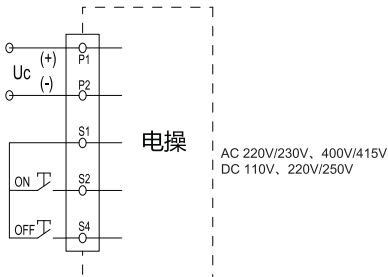 (+)
P1
Uc
(-)
P2
S1
电操
AC 220V/230V、400V/415V
DC 110V、220V/250V
ON
S2
OFF
S4